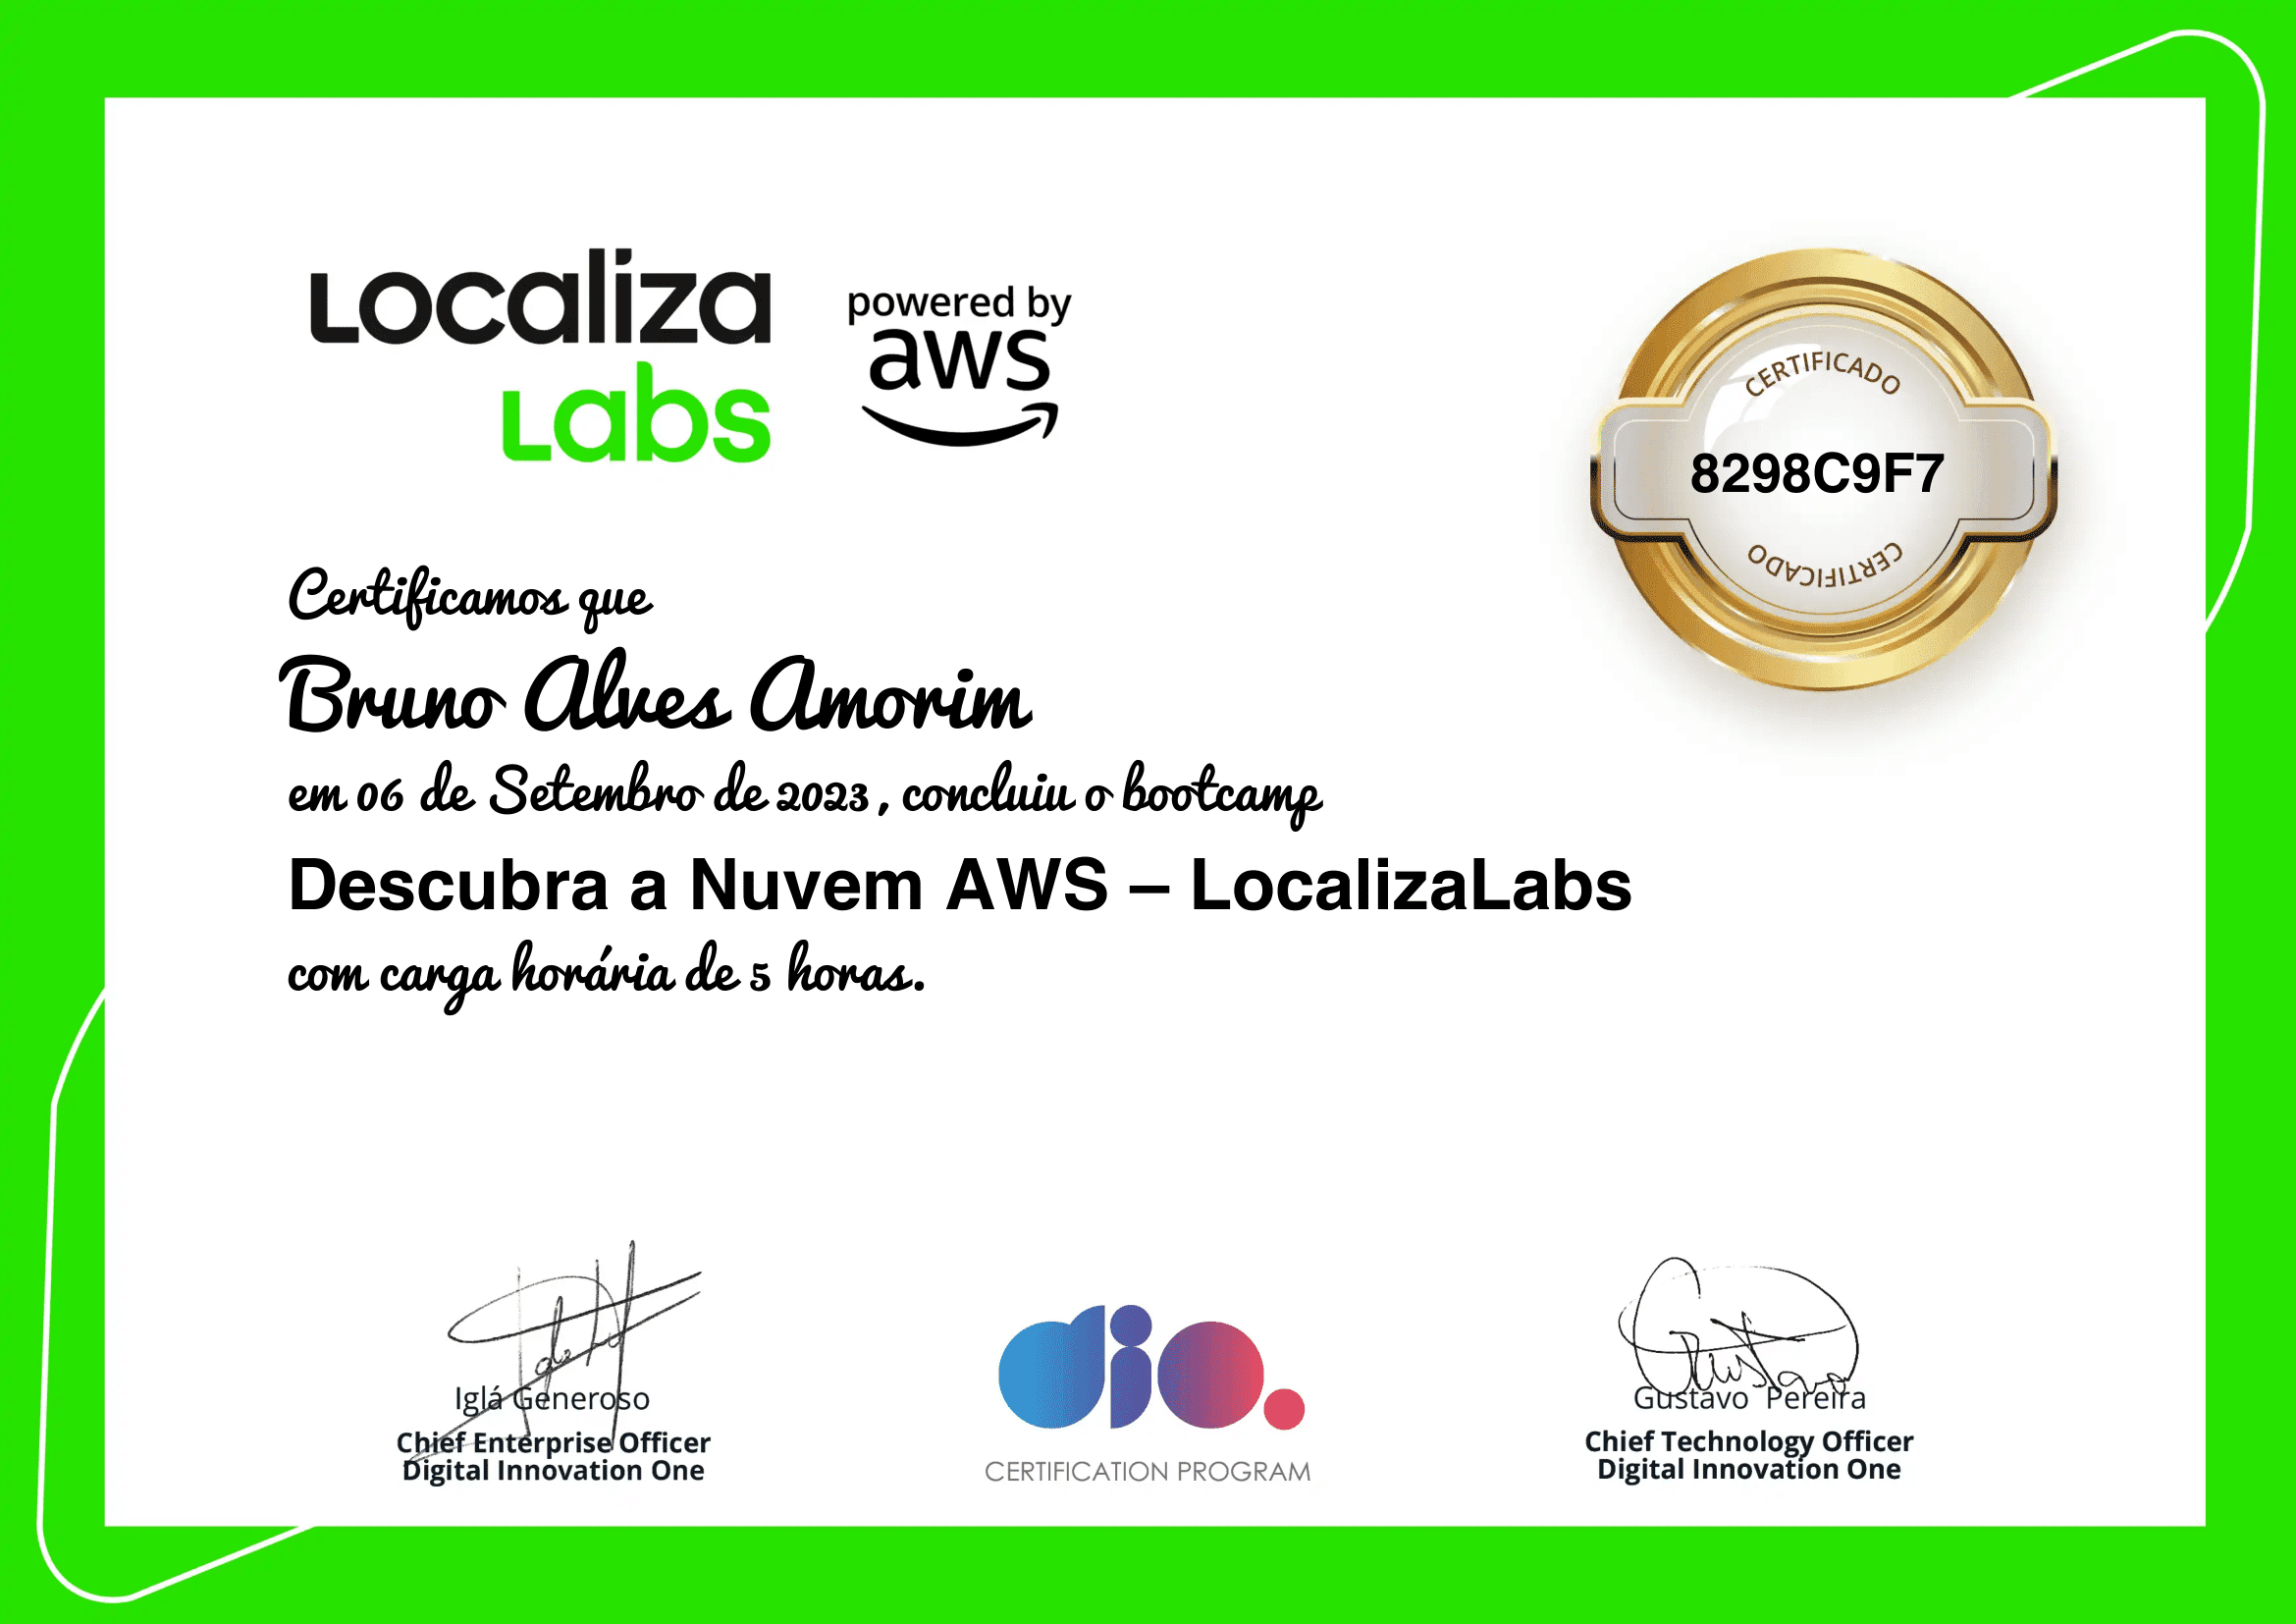 Localiza
Labs
powered by
aws
CERTIFICADO
8298C9F7
CERTIFICADO
Certificamos que
Bruno Alves Amorim
em 06 de Setembro de 2023, concluiu o bootcamp
Descubra a Nuvem AWS – LocalizaLabs
com carga horária de 5 horas.
Iglá Generoso
Chief Enterprise Officer
Digital Innovation One
dio.
CERTIFICATION PROGRAM
Gustavo
Gustavo Pereira
Chief Technology Officer
Digital Innovation One